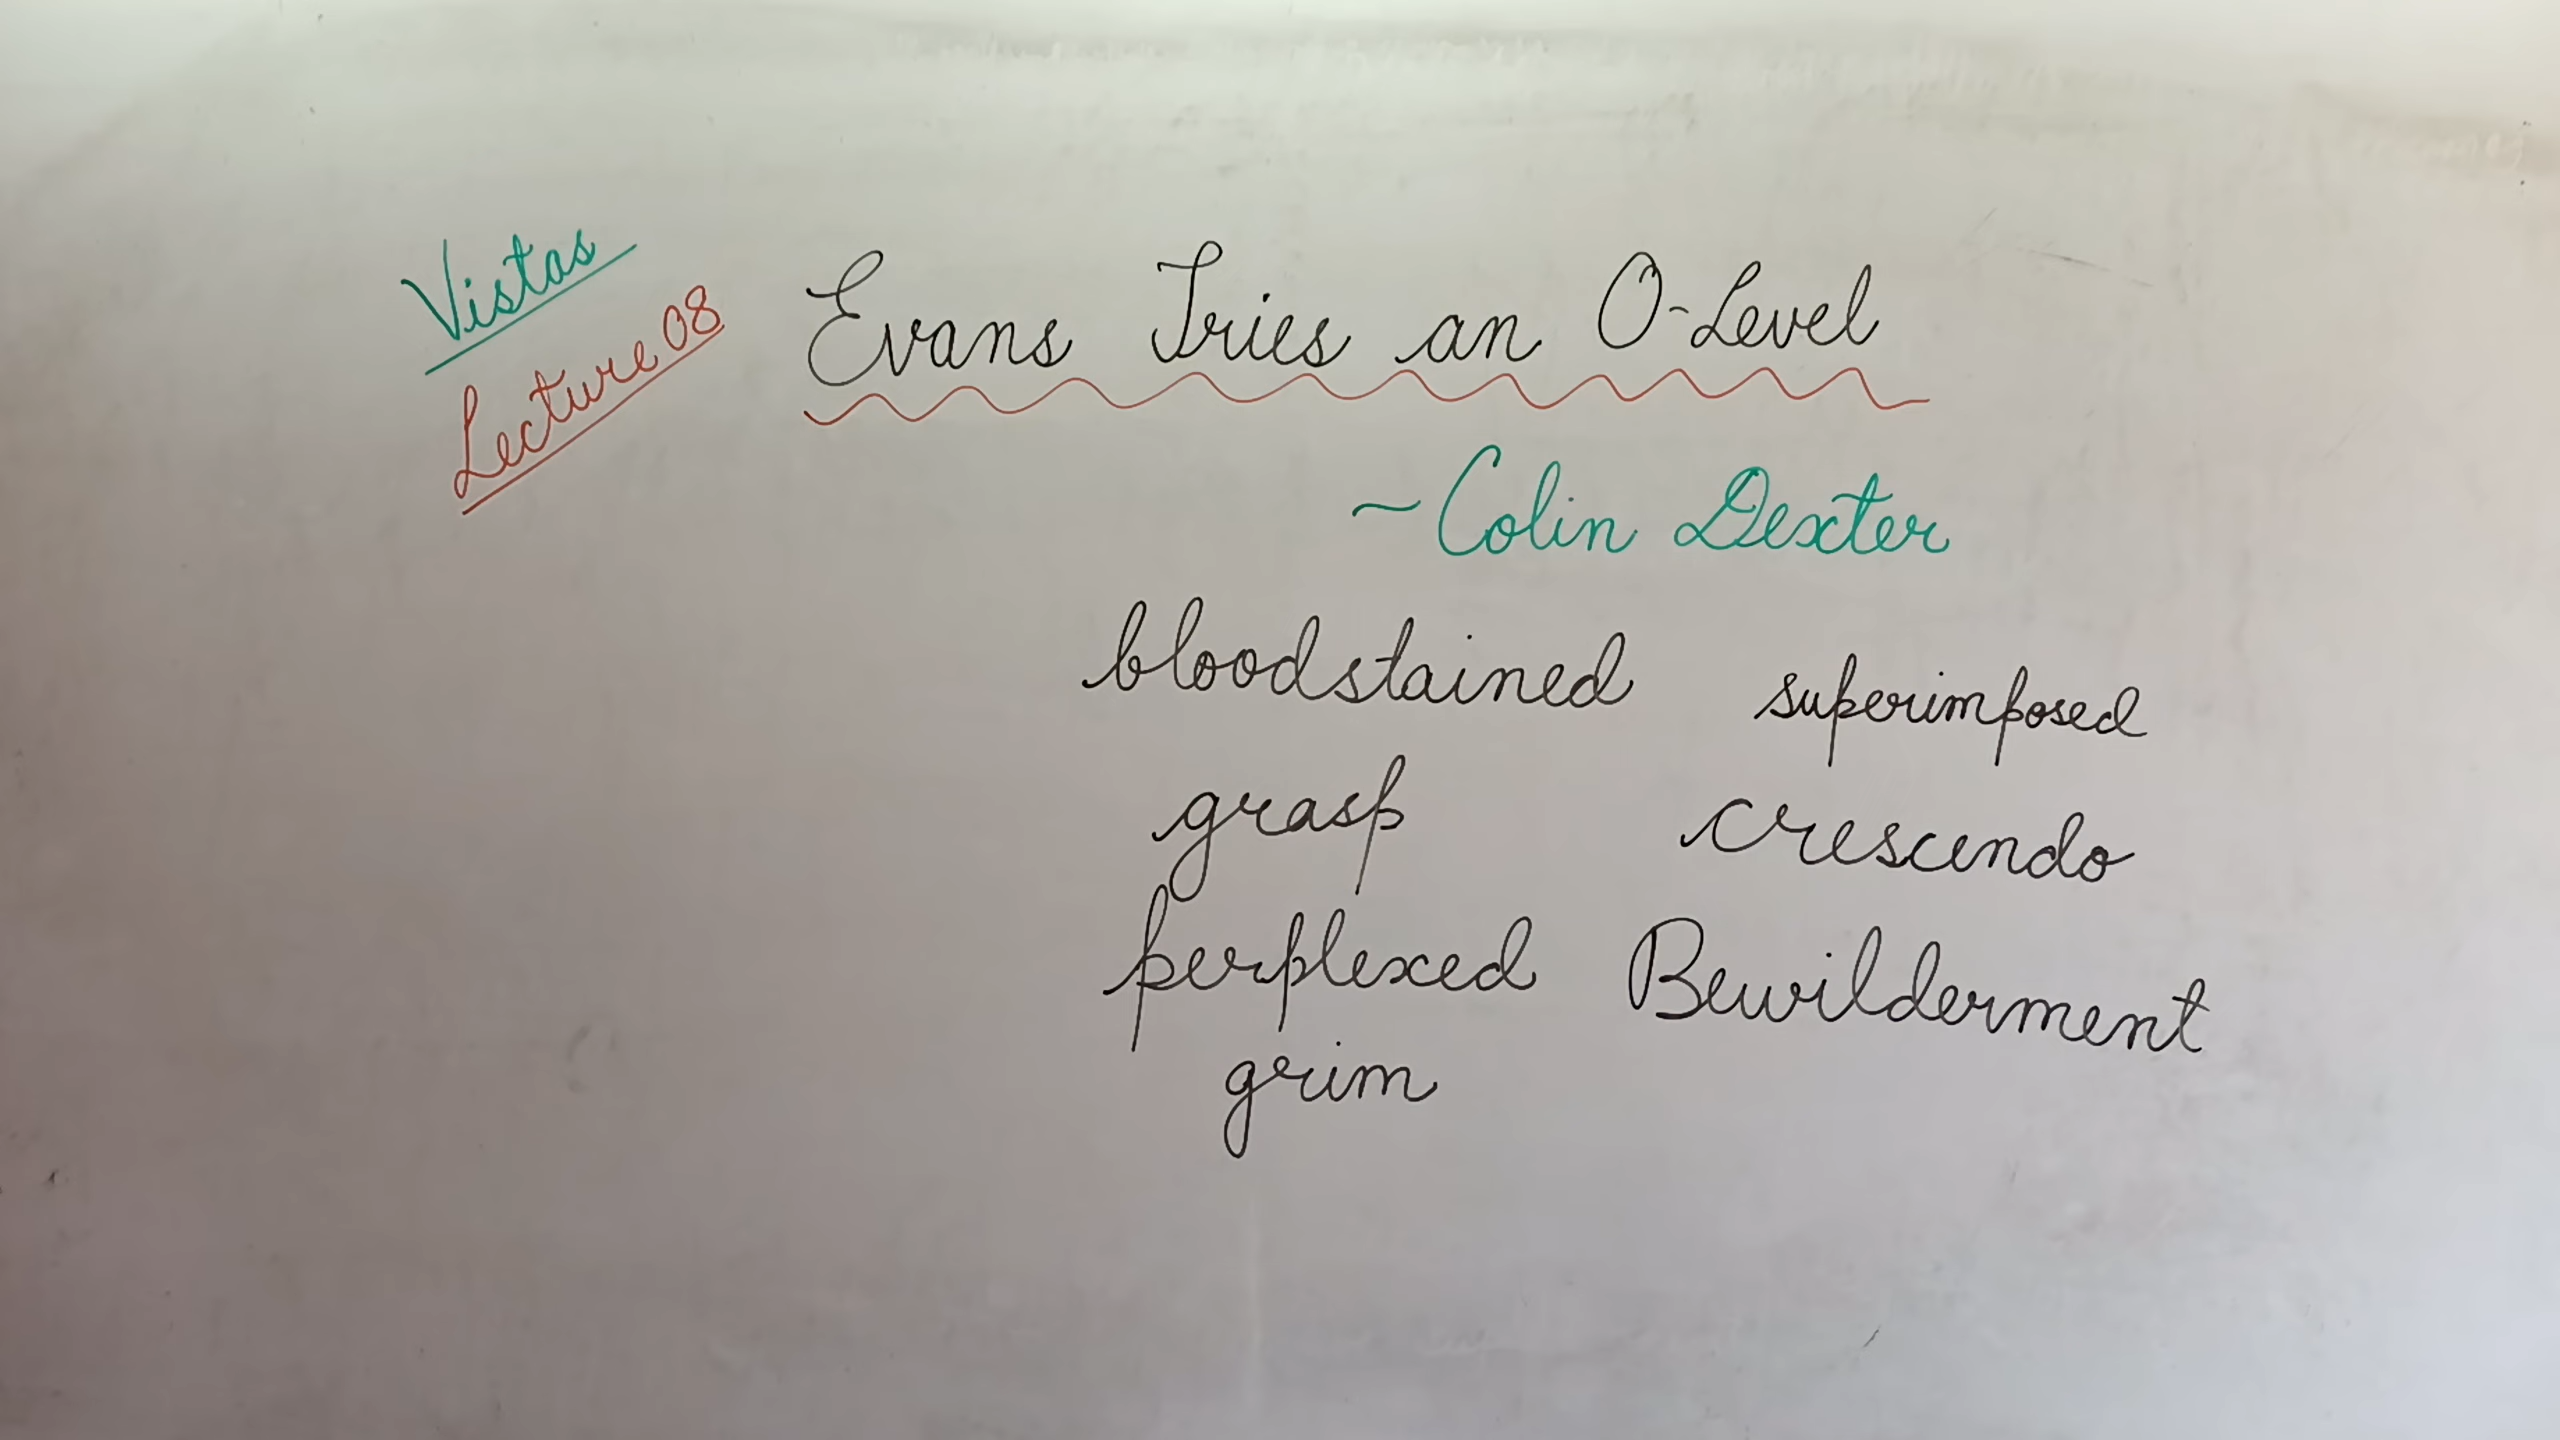 Vistas
Lecture 08
Evans Tries an O-Level
~Colin Dexter
bloodstained superimposed
grasp crescendo
perplexed Bewilderment
grim